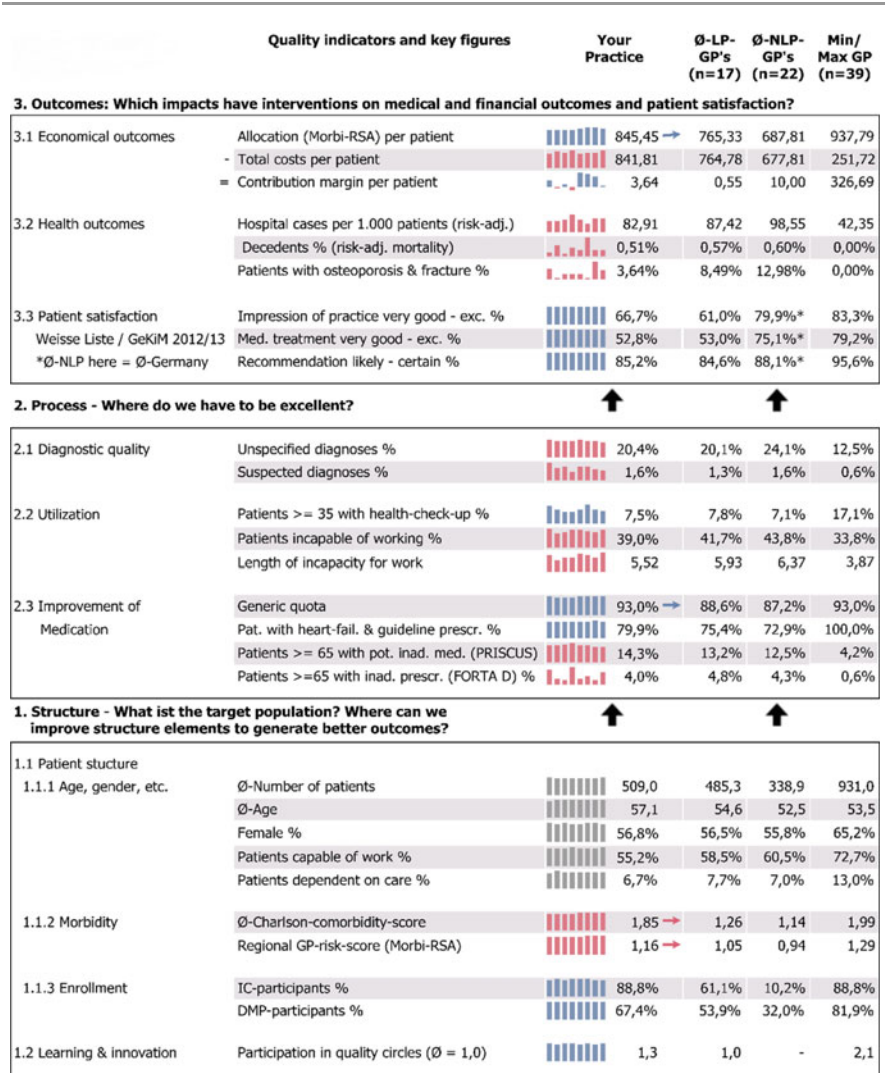 Quality indicators and key figures Your Practice Ø-LP-GP's (n=17) Ø-NLP-GP's (n=22) Min/ Max GP (n=39)
3. Outcomes: Which impacts have interventions on medical and financial outcomes and patient satisfaction?
3.1 Economical outcomes Allocation (Morbi-RSA) per patient 845,45 → 765,33 687,81 937,79
- Total costs per patient 841,81 764,78 677,81 251,72
= Contribution margin per patient 3,64 0,55 10,00 326,69
3.2 Health outcomes Hospital cases per 1.000 patients (risk-adj.) 82,91 87,42 98,55 42,35
Decedents % (risk-adj. mortality) 0,51% 0,57% 0,60% 0,00%
Patients with osteoporosis & fracture % 3,64% 8,49% 12,98% 0,00%
3.3 Patient satisfaction Impression of practice very good - exc. % 66,7% 61,0% 79,9%* 83,3%
Weisse Liste / GeKiM 2012/13 Med. treatment very good - exc. % 52,8% 53,0% 75,1%* 79,2%
*Ø-NLP here = Ø-Germany Recommendation likely - certain % 85,2% 84,6% 88,1%* 95,6%
2. Process - Where do we have to be excellent?
2.1 Diagnostic quality Unspecified diagnoses % 20,4% 20,1% 24,1% 12,5%
Suspected diagnoses % 1,6% 1,3% 1,6% 0,6%
2.2 Utilization Patients >= 35 with health-check-up % 7,5% 7,8% 7,1% 17,1%
Patients incapable of working % 39,0% 41,7% 43,8% 33,8%
Length of incapacity for work 5,52 5,93 6,37 3,87
2.3 Improvement of Generic quota 93,0% → 88,6% 87,2% 93,0%
Medication Pat. with heart-fail. & guideline prescr. % 79,9% 75,4% 72,9% 100,0%
Patients >= 65 with pot. inad. med. (PRISCUS) 14,3% 13,2% 12,5% 4,2%
Patients >=65 with inad. prescr. (FORTA D) % 4,0% 4,8% 4,3% 0,6%
1. Structure - What ist the target population? Where can we
improve structure elements to generate better outcomes?
1.1 Patient stucture
1.1.1 Age, gender, etc. Ø-Number of patients 509,0 485,3 338,9 931,0
Ø-Age 57,1 54,6 52,5 53,5
Female % 56,8% 56,5% 55,8% 65,2%
Patients capable of work % 55,2% 58,5% 60,5% 72,7%
Patients dependent on care % 6,7% 7,7% 7,0% 13,0%
1.1.2 Morbidity Ø-Charlson-comorbidity-score 1,85 → 1,26 1,14 1,99
Regional GP-risk-score (Morbi-RSA) 1,16 → 1,05 0,94 1,29
1.1.3 Enrollment IC-participants % 88,8% 61,1% 10,2% 88,8%
DMP-participants % 67,4% 53,9% 32,0% 81,9%
1.2 Learning & innovation Participation in quality circles (Ø = 1,0) 1,3 1,0 - 2,1